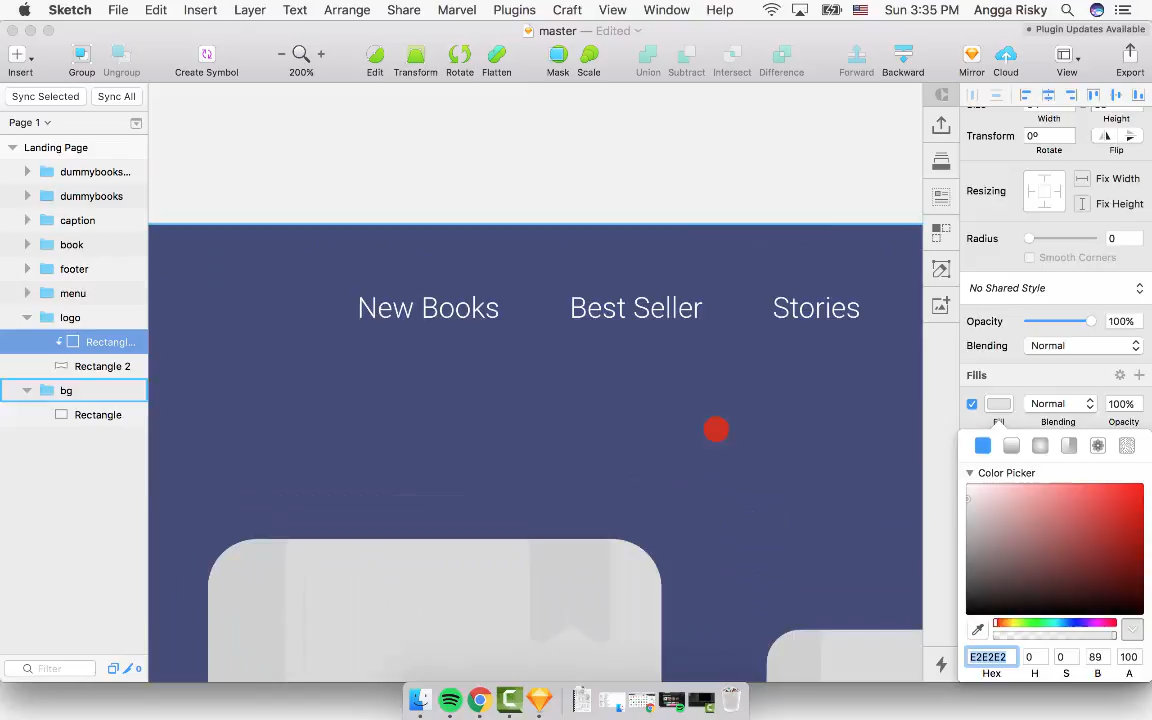 Sketch File Edit Insert Layer Text Arrange Share Plugins Craft View Window Help Sun 3:35 PM Angga Risky
master — Edited
Plugin Updates Available
Insert Group Ungroup Create Symbol 200% Edit Transform Rotate Flatten Mask Scale Union Subtract Intersect Difference Forward Backward Mirror Cloud View Export
Sync Selected Sync All
Page 1
Landing Page
dummybooks...
dummybooks
caption
book
footer
menu
logo
Rectangl...
Rectangle 2
bg
Rectangle
Filter
0
New Books Best Seller Stories
Width Height
Transform 0º
Rotate Flip
Resizing Fix Width
Fix Height
Radius 0
Smooth Corners
No Shared Style
Opacity 100%
Blending Normal
Fills
Normal 100%
Blending Opacity
Color Picker
E2E2E2 0 0 89 100
Hex H S B A